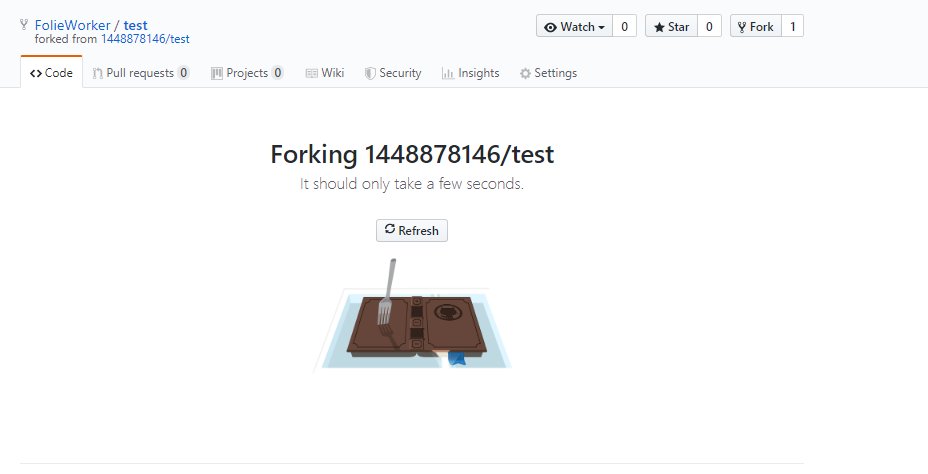 FolieWorker / test
Watch 0 Star 0 Fork 1
forked from 1448878146/test
Code Pull requests 0 Projects 0 Wiki Security Insights Settings
Forking 1448878146/test
It should only take a few seconds.
Refresh